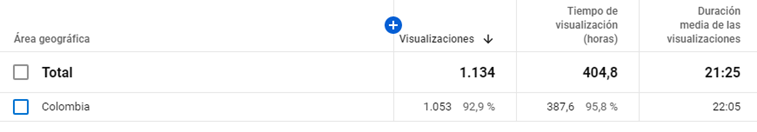 Área geográfica
Visualizaciones
Tiempo de
visualización
(horas)
Duración
media de las
visualizaciones
Total 1.134 404,8 21:25
Colombia 1.053 92,9 % 387,6 95,8 % 22:05